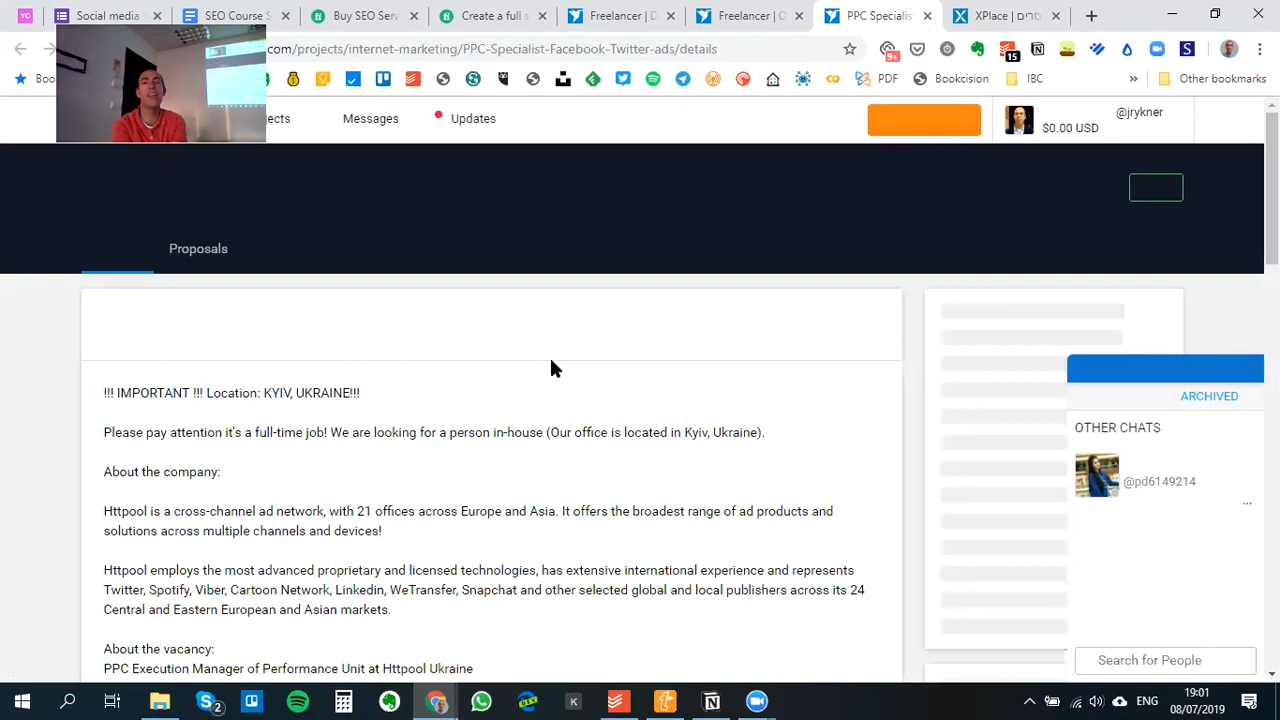 Social media
SEO Course S
Buy SEO Serv
Create a full s
Freelancer | D
Freelancer | O
PPC Specialis
XPlace | פרוים
com/projects/internet-marketing/PPC-Specialist-Facebook-Twitter-ads/details
9+
15
S
Boo
PDF
Bookcision
IBC
»
Other bookmarks
jects
Messages
Updates
@jrykner
$0.00 USD
Proposals
!!! IMPORTANT !!! Location: KYIV, UKRAINE!!!
Please pay attention it's a full-time job! We are looking for a person in-house (Our office is located in Kyiv, Ukraine).
About the company:
Httpool is a cross-channel ad network, with 21 offices across Europe and Asia. It offers the broadest range of ad products and
solutions across multiple channels and devices!
Httpool employs the most advanced proprietary and licensed technologies, has extensive international experience and represents
Twitter, Spotify, Viber, Cartoon Network, Linkedin, WeTransfer, Snapchat and other selected global and local publishers across its 24
Central and Eastern European and Asian markets.
About the vacancy:
PPC Execution Manager of Performance Unit at Httpool Ukraine
ARCHIVED
OTHER CHATS
@pd6149214
...
Search for People
2
ENG
19:01
08/07/2019